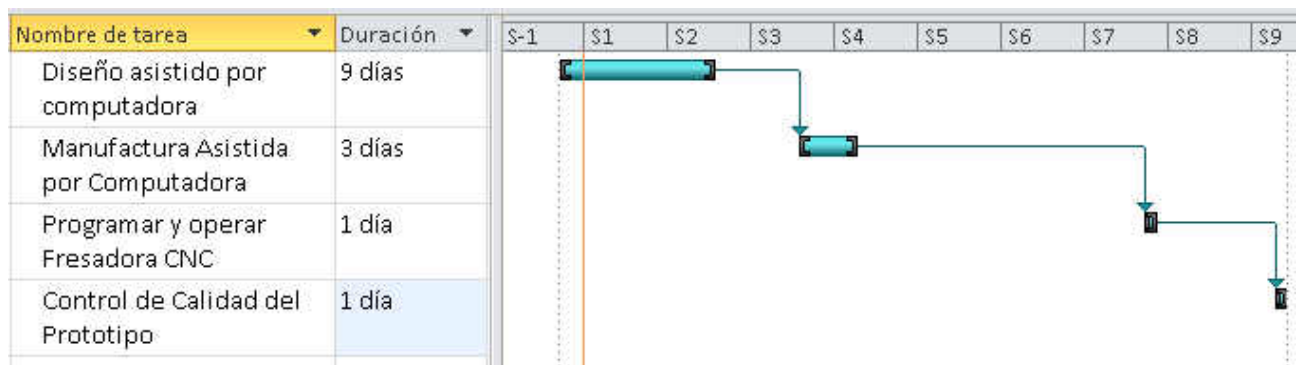 Nombre de tarea Duración S-1 S1 S2 S3 S4 S5 S6 S7 S8 S9
Diseño asistido por 9 días
computadora
Manufactura Asistida 3 días
por Computadora
Programar y operar 1 día
Fresadora CNC
Control de Calidad del 1 día
Prototipo